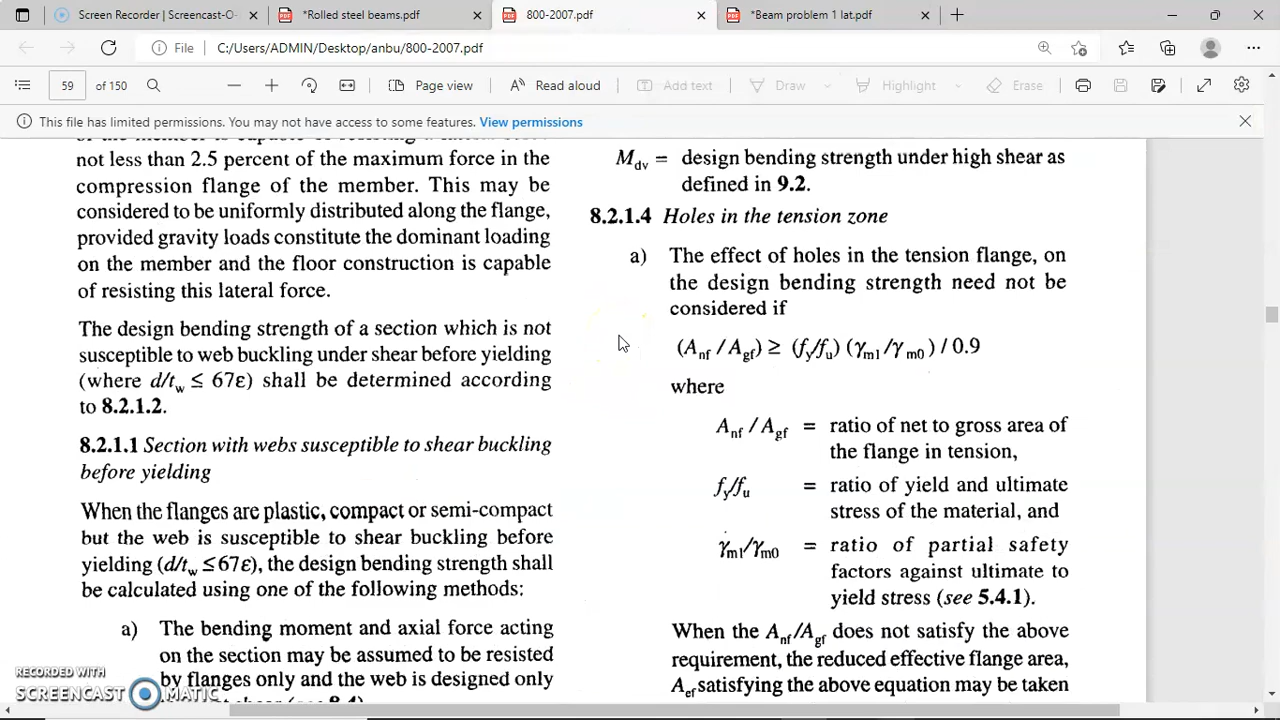 Screen Recorder | Screencast-O-
*Rolled steel beams.pdf
800-2007.pdf
*Beam problem 1 lat.pdf
File
C:/Users/ADMIN/Desktop/anbu/800-2007.pdf
59 of 150
Page view
Read aloud
Add text
Draw
Highlight
Erase
This file has limited permissions. You may not have access to some features. View permissions
not less than 2.5 percent of the maximum force in the
compression flange of the member. This may be
considered to be uniformly distributed along the flange,
provided gravity loads constitute the dominant loading
on the member and the floor construction is capable
of resisting this lateral force.
The design bending strength of a section which is not
susceptible to web buckling under shear before yielding
(where d/tw ≤ 67ε) shall be determined according
to 8.2.1.2.
8.2.1.1 Section with webs susceptible to shear buckling
before yielding
When the flanges are plastic, compact or semi-compact
but the web is susceptible to shear buckling before
yielding (d/tw ≤67ε), the design bending strength shall
be calculated using one of the following methods:
a) The bending moment and axial force acting
on the section may be assumed to be resisted
by flanges only and the web is designed only
Mdv = design bending strength under high shear as
defined in 9.2.
8.2.1.4 Holes in the tension zone
a) The effect of holes in the tension flange, on
the design bending strength need not be
considered if
(Anf / Agf) ≥ (fy/fu) (γm1/γm0) / 0.9
where
Anf / Agf = ratio of net to gross area of
the flange in tension,
fy/fu = ratio of yield and ultimate
stress of the material, and
γm1/γm0 = ratio of partial safety
factors against ultimate to
yield stress (see 5.4.1).
When the Anf/Agf does not satisfy the above
requirement, the reduced effective flange area,
Aef satisfying the above equation may be taken
RECORDED WITH
SCREENCAST MATIC